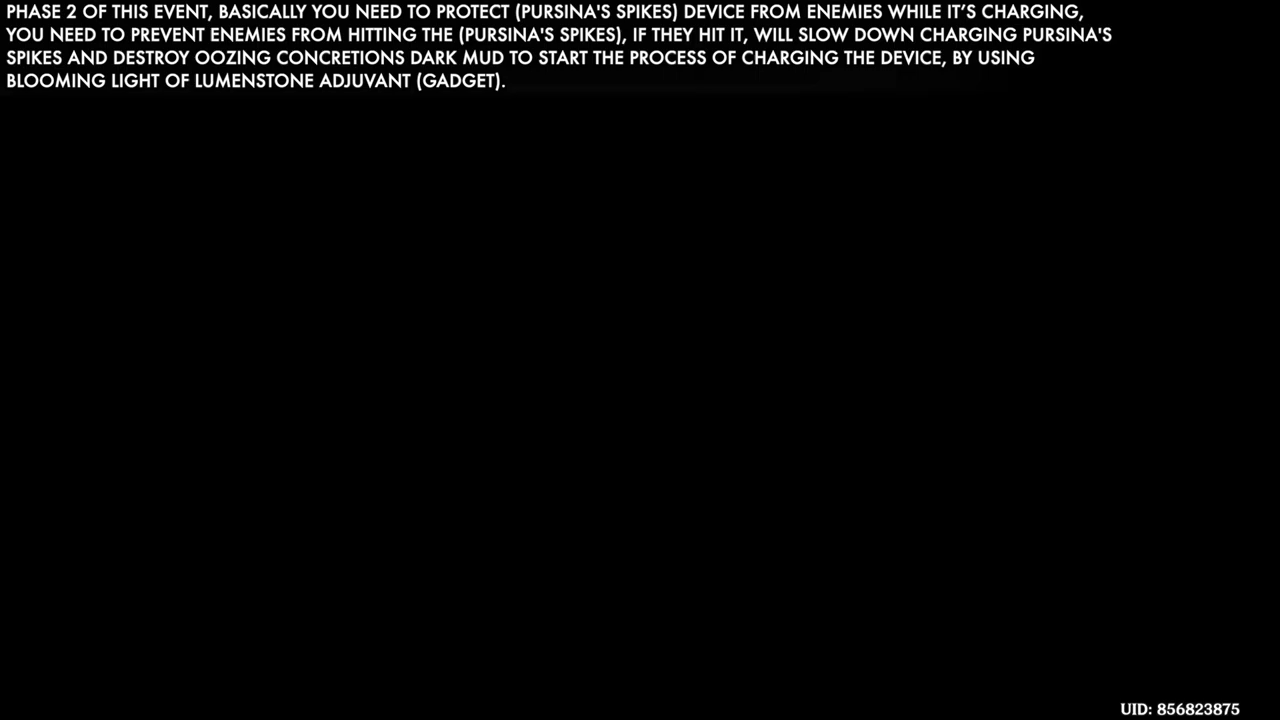 PHASE 2 OF THIS EVENT, BASICALLY YOU NEED TO PROTECT (PURSINA'S SPIKES) DEVICE FROM ENEMIES WHILE IT’S CHARGING,
YOU NEED TO PREVENT ENEMIES FROM HITTING THE (PURSINA'S SPIKES), IF THEY HIT IT, WILL SLOW DOWN CHARGING PURSINA'S
SPIKES AND DESTROY OOZING CONCRETIONS DARK MUD TO START THE PROCESS OF CHARGING THE DEVICE, BY USING
BLOOMING LIGHT OF LUMENSTONE ADJUVANT (GADGET).
UID: 856823875